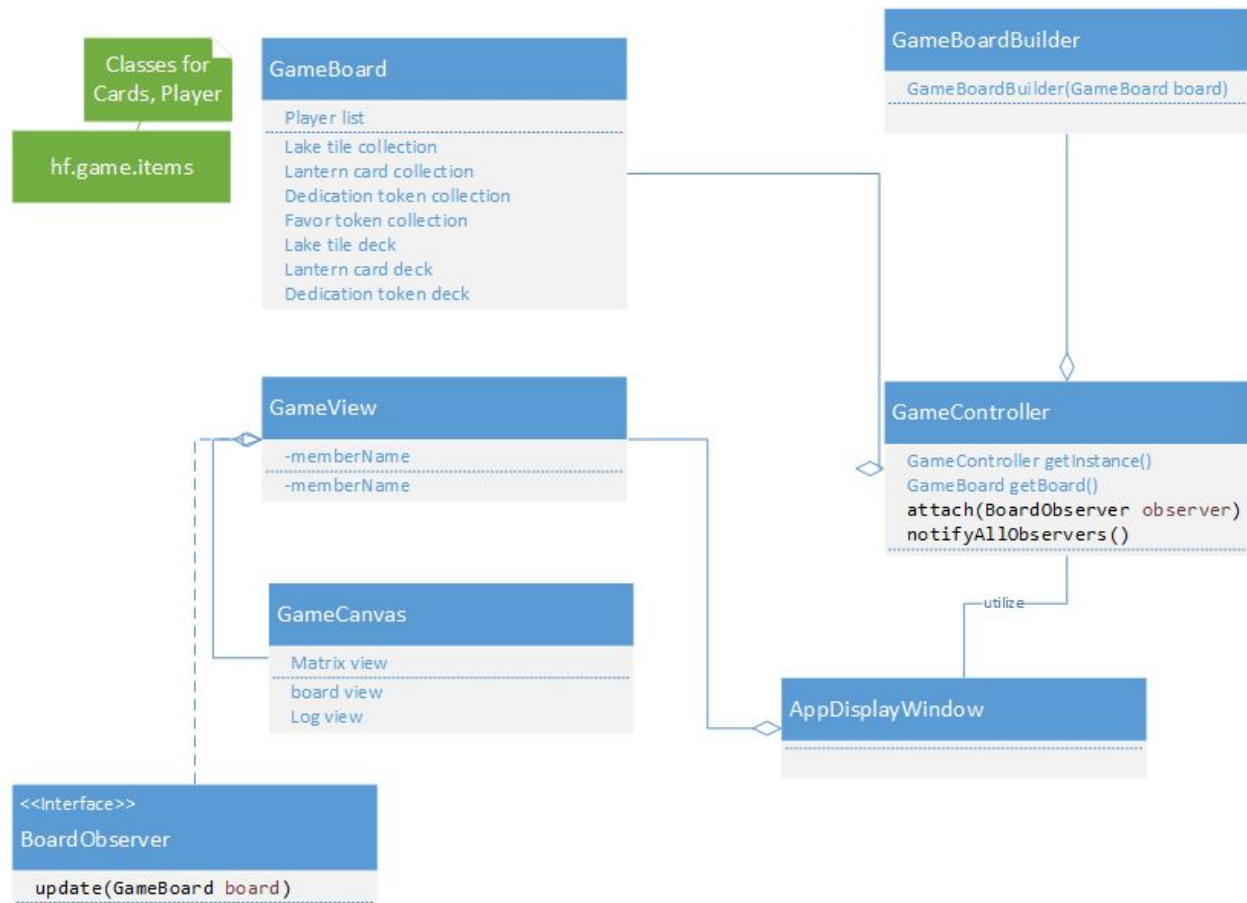 Classes for
Cards, Player
hf.game.items
GameBoard
Player list
Lake tile collection
Lantern card collection
Dedication token collection
Favor token collection
Lake tile deck
Lantern card deck
Dedication token deck
GameBoardBuilder
GameBoardBuilder(GameBoard board)
GameView
-memberName
-memberName
GameController
GameController getInstance()
GameBoard getBoard()
attach(BoardObserver observer)
notifyAllObservers()
utilize
GameCanvas
Matrix view
board view
Log view
AppDisplayWindow
<<Interface>>
BoardObserver
update(GameBoard board)